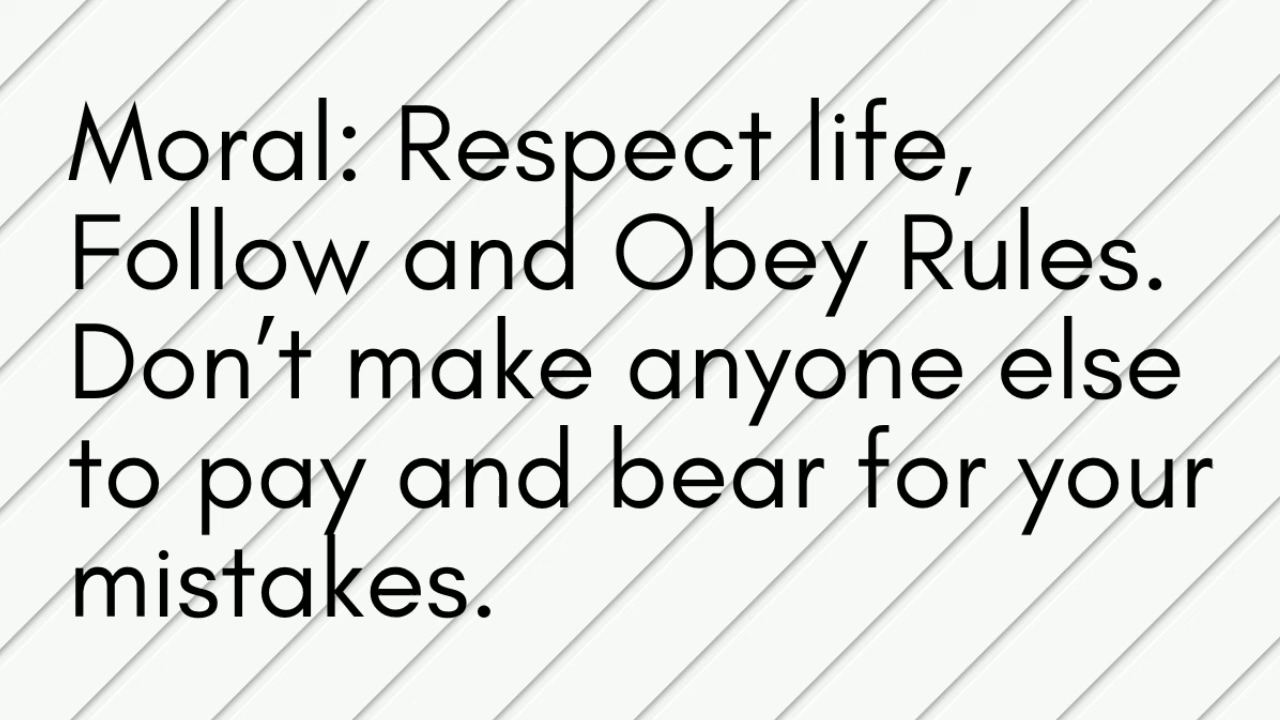 Moral: Respect life,
Follow and Obey Rules.
Don’t make anyone else
to pay and bear for your
mistakes.